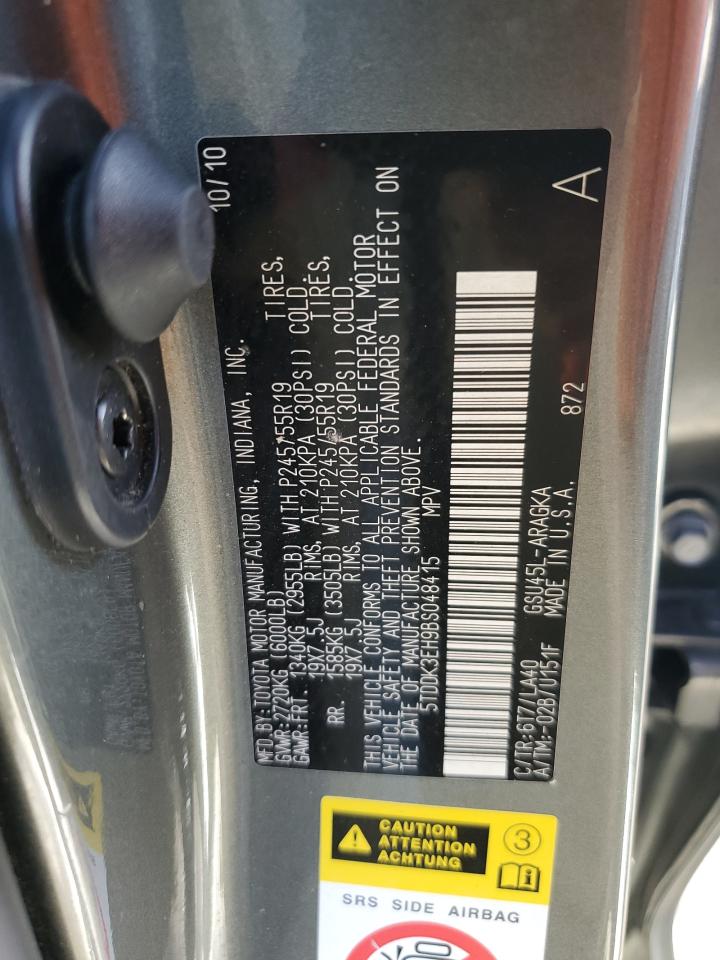 MFD.BY:TOYOTA MOTOR MANUFACTURING, INDIANA, INC. 10/10
GVWR:2720KG(6000LB)
GAWR:FRT. 1340KG (2955LB) WITH P245/55R19 TIRES,
19X7.5J RIMS, AT 210KPA (30PSI) COLD.
RR. 1585KG (3505LB) WITH P245/55R19 TIRES,
19X7.5J RIMS, AT 210KPA (30PSI) COLD.
THIS VEHICLE CONFORMS TO ALL APPLICABLE FEDERAL MOTOR
VEHICLE SAFETY AND THEFT PREVENTION STANDARDS IN EFFECT ON
THE DATE OF MANUFACTURE SHOWN ABOVE.
5TDDK3EH9BS048415 MPV
C/TR:6T7/LA40 GSU45L-ARAGKA 872 A
A/TM:-02B/U151F MADE IN U.S.A.
CAUTION
ATTENTION
ACHTUNG
3
i
SRS SIDE AIRBAG